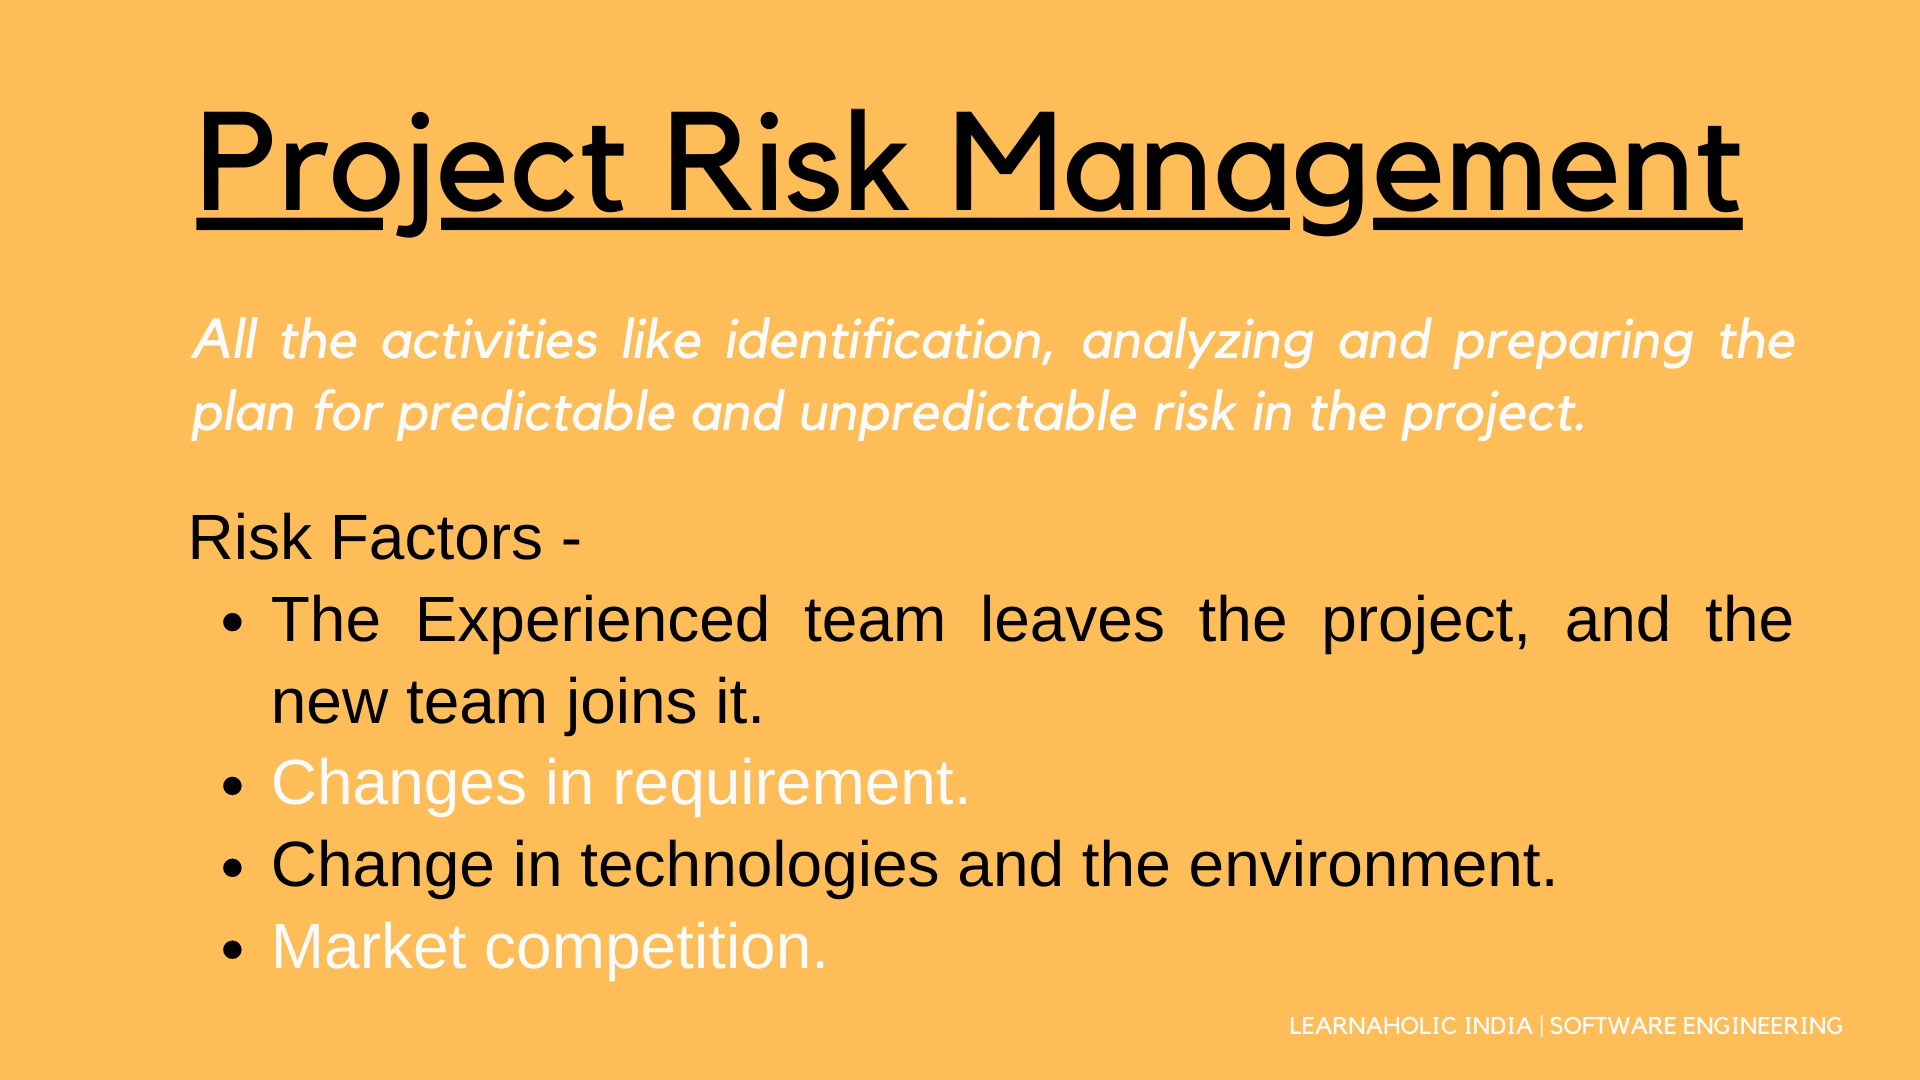 Project Risk Management
All the activities like identification, analyzing and preparing the
plan for predictable and unpredictable risk in the project.
Risk Factors -
• The Experienced team leaves the project, and the
new team joins it.
• Changes in requirement.
• Change in technologies and the environment.
• Market competition.
LEARNAHOLIC INDIA | SOFTWARE ENGINEERING